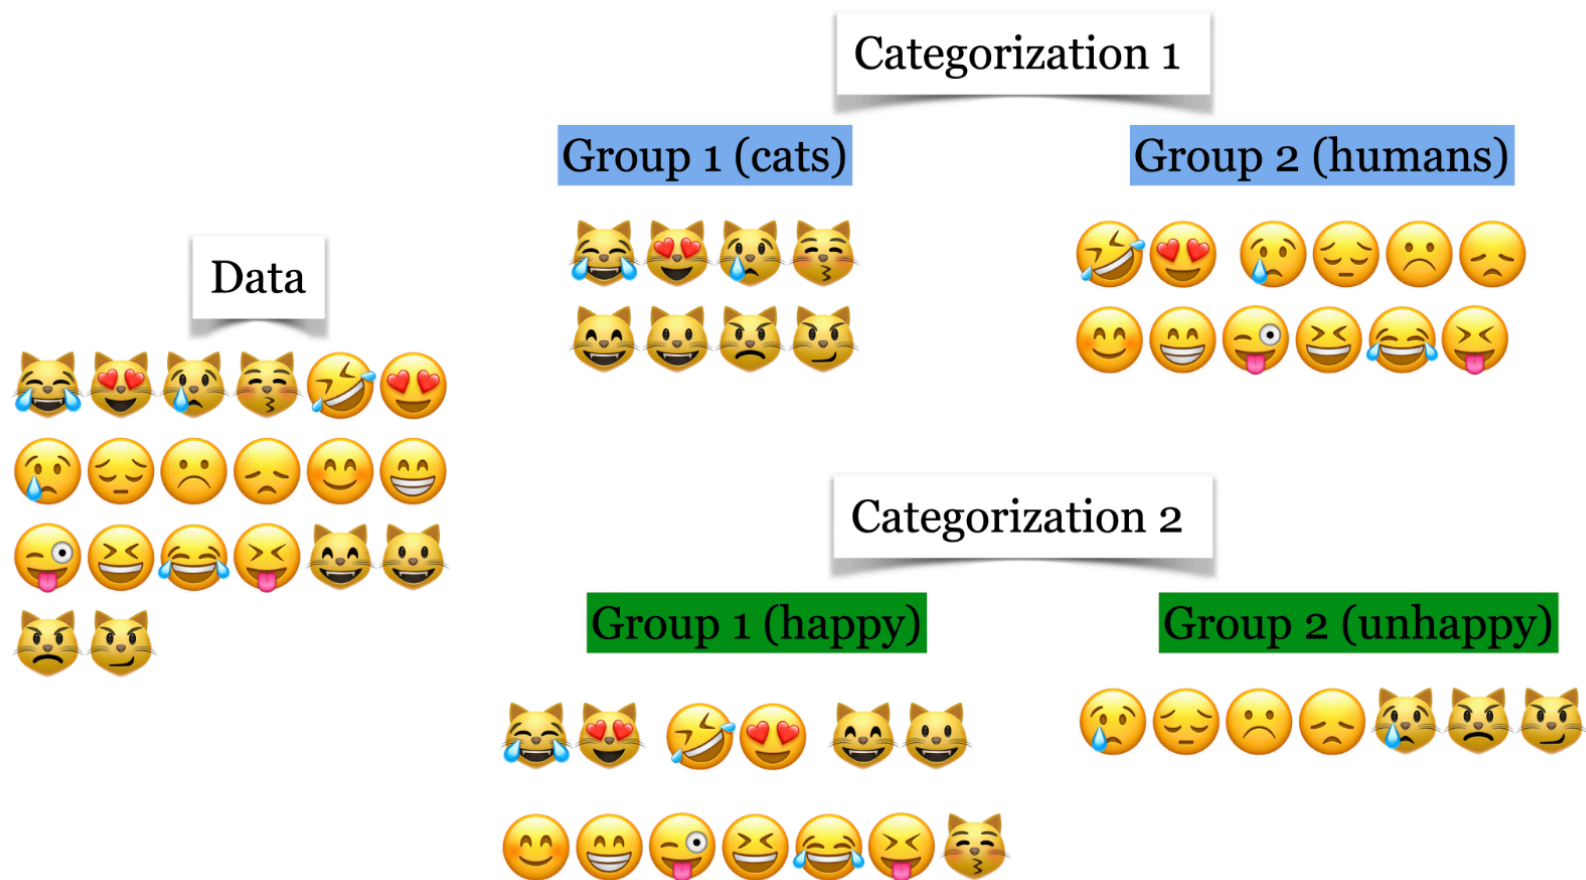 Categorization 1
Group 1 (cats)
Group 2 (humans)
Data
Categorization 2
Group 1 (happy)
Group 2 (unhappy)